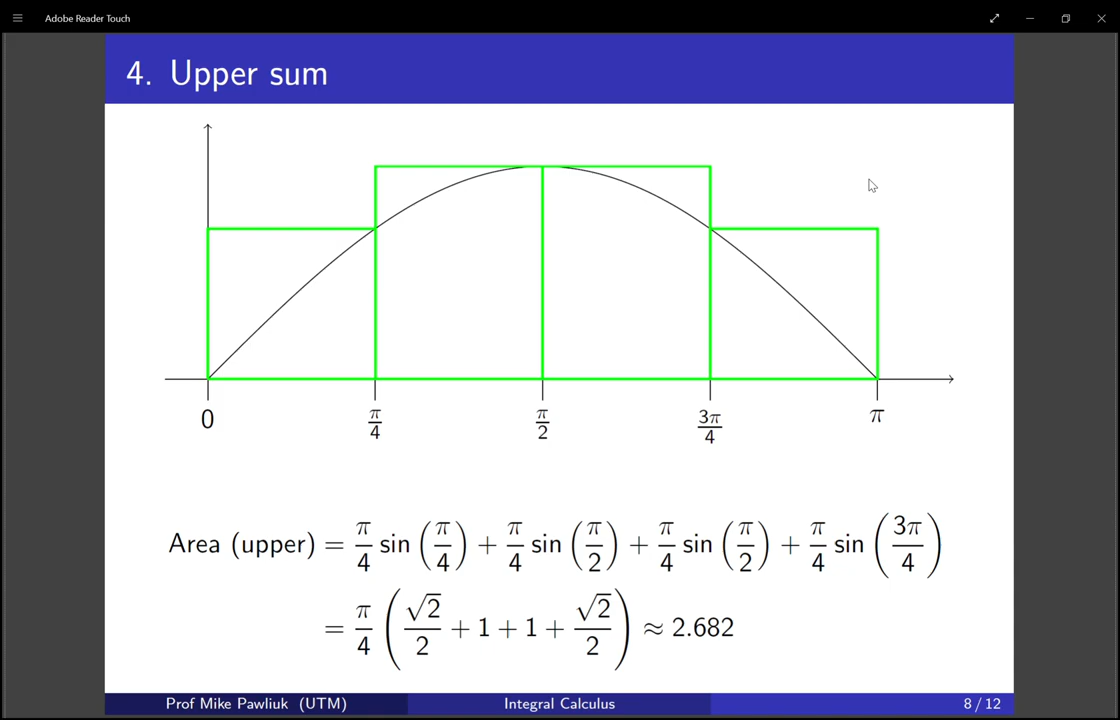 Adobe Reader Touch
4. Upper sum
0 π/4 π/2 3π/4 π
Area (upper) = π/4 sin (π/4) + π/4 sin (π/2) + π/4 sin (π/2) + π/4 sin (3π/4)
= π/4 (√2/2 + 1 + 1 + √2/2) ≈ 2.682
Prof Mike Pawliuk (UTM) Integral Calculus 8 / 12